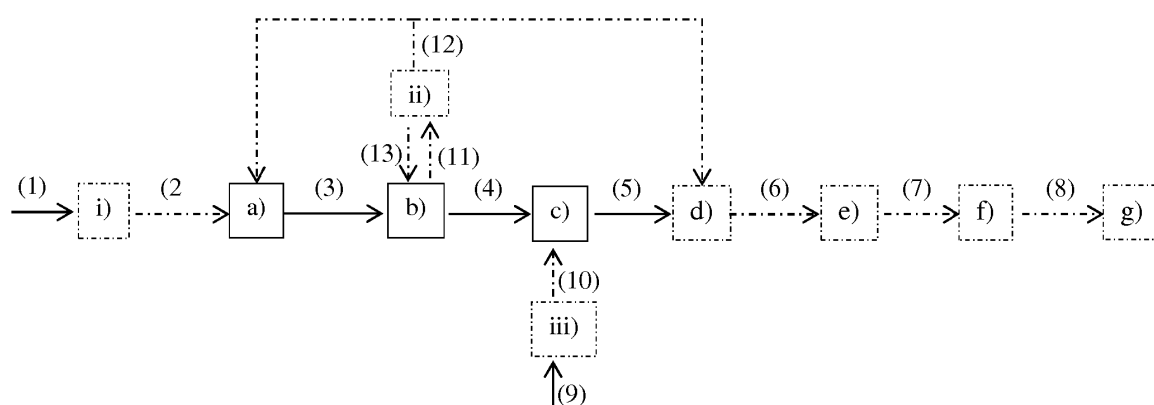 (12)
ii)
(13) (11)
(1) (2 (3) (4) (5) (6) (7) (8)
i) a) b) c) d) e) f) g)
(10)
iii)
(9)